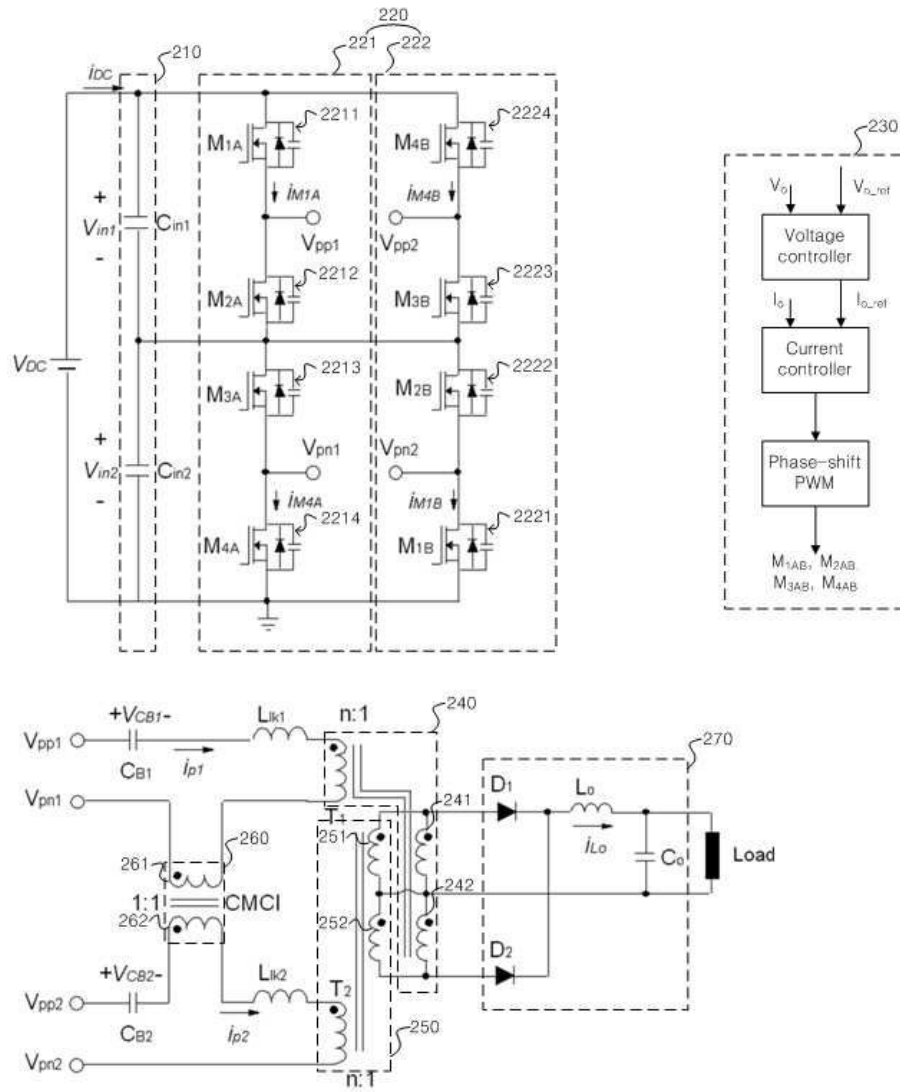 220
210
221
222
230
iDC
2211
2224
M1A
M4B
iM1A
iM4B
Vo
Vo_ref
+
Vin1
-
Cin1
Vpp1
Vpp2
Voltage
controller
2212
2223
M2A
M3B
Io
Io_ref
VDC
2213
2222
Current
controller
M3A
M2B
+
Vin2
-
Cin2
Vpn1
Vpn2
Phase-shift
PWM
iM4A
iM1B
2214
2221
M4A
M1B
M1AB, M2AB
M3AB, M4AB
+VCB1-
Llk1
n:1
240
Vpp1
CB1
ip1
270
Vpn1
T1
D1
Lo
251
241
260
iLo
261
Co
Load
1:1
CMCI
242
262
252
+VCB2-
Llk2
T2
D2
Vpp2
CB2
ip2
250
Vpn2
n:1